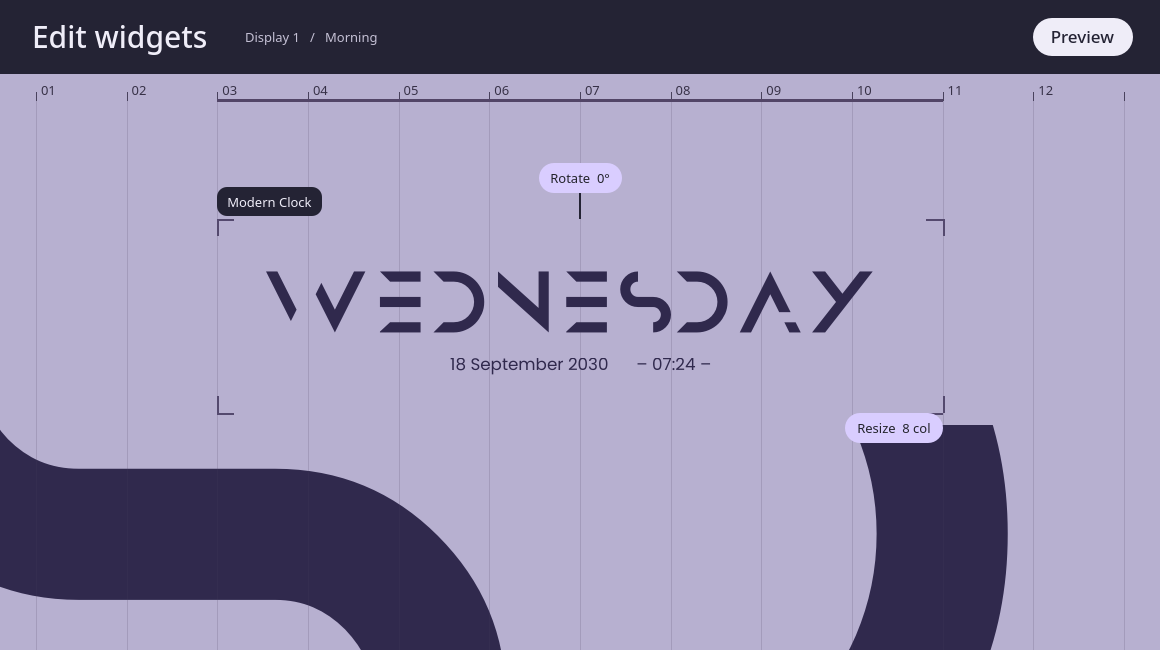 Edit widgets
Display 1 / Morning
Preview
01 02 03 04 05 06 07 08 09 10 11 12
Rotate 0°
Modern Clock
WEDNESDAY
18 September 2030 – 07:24 –
Resize 8 col